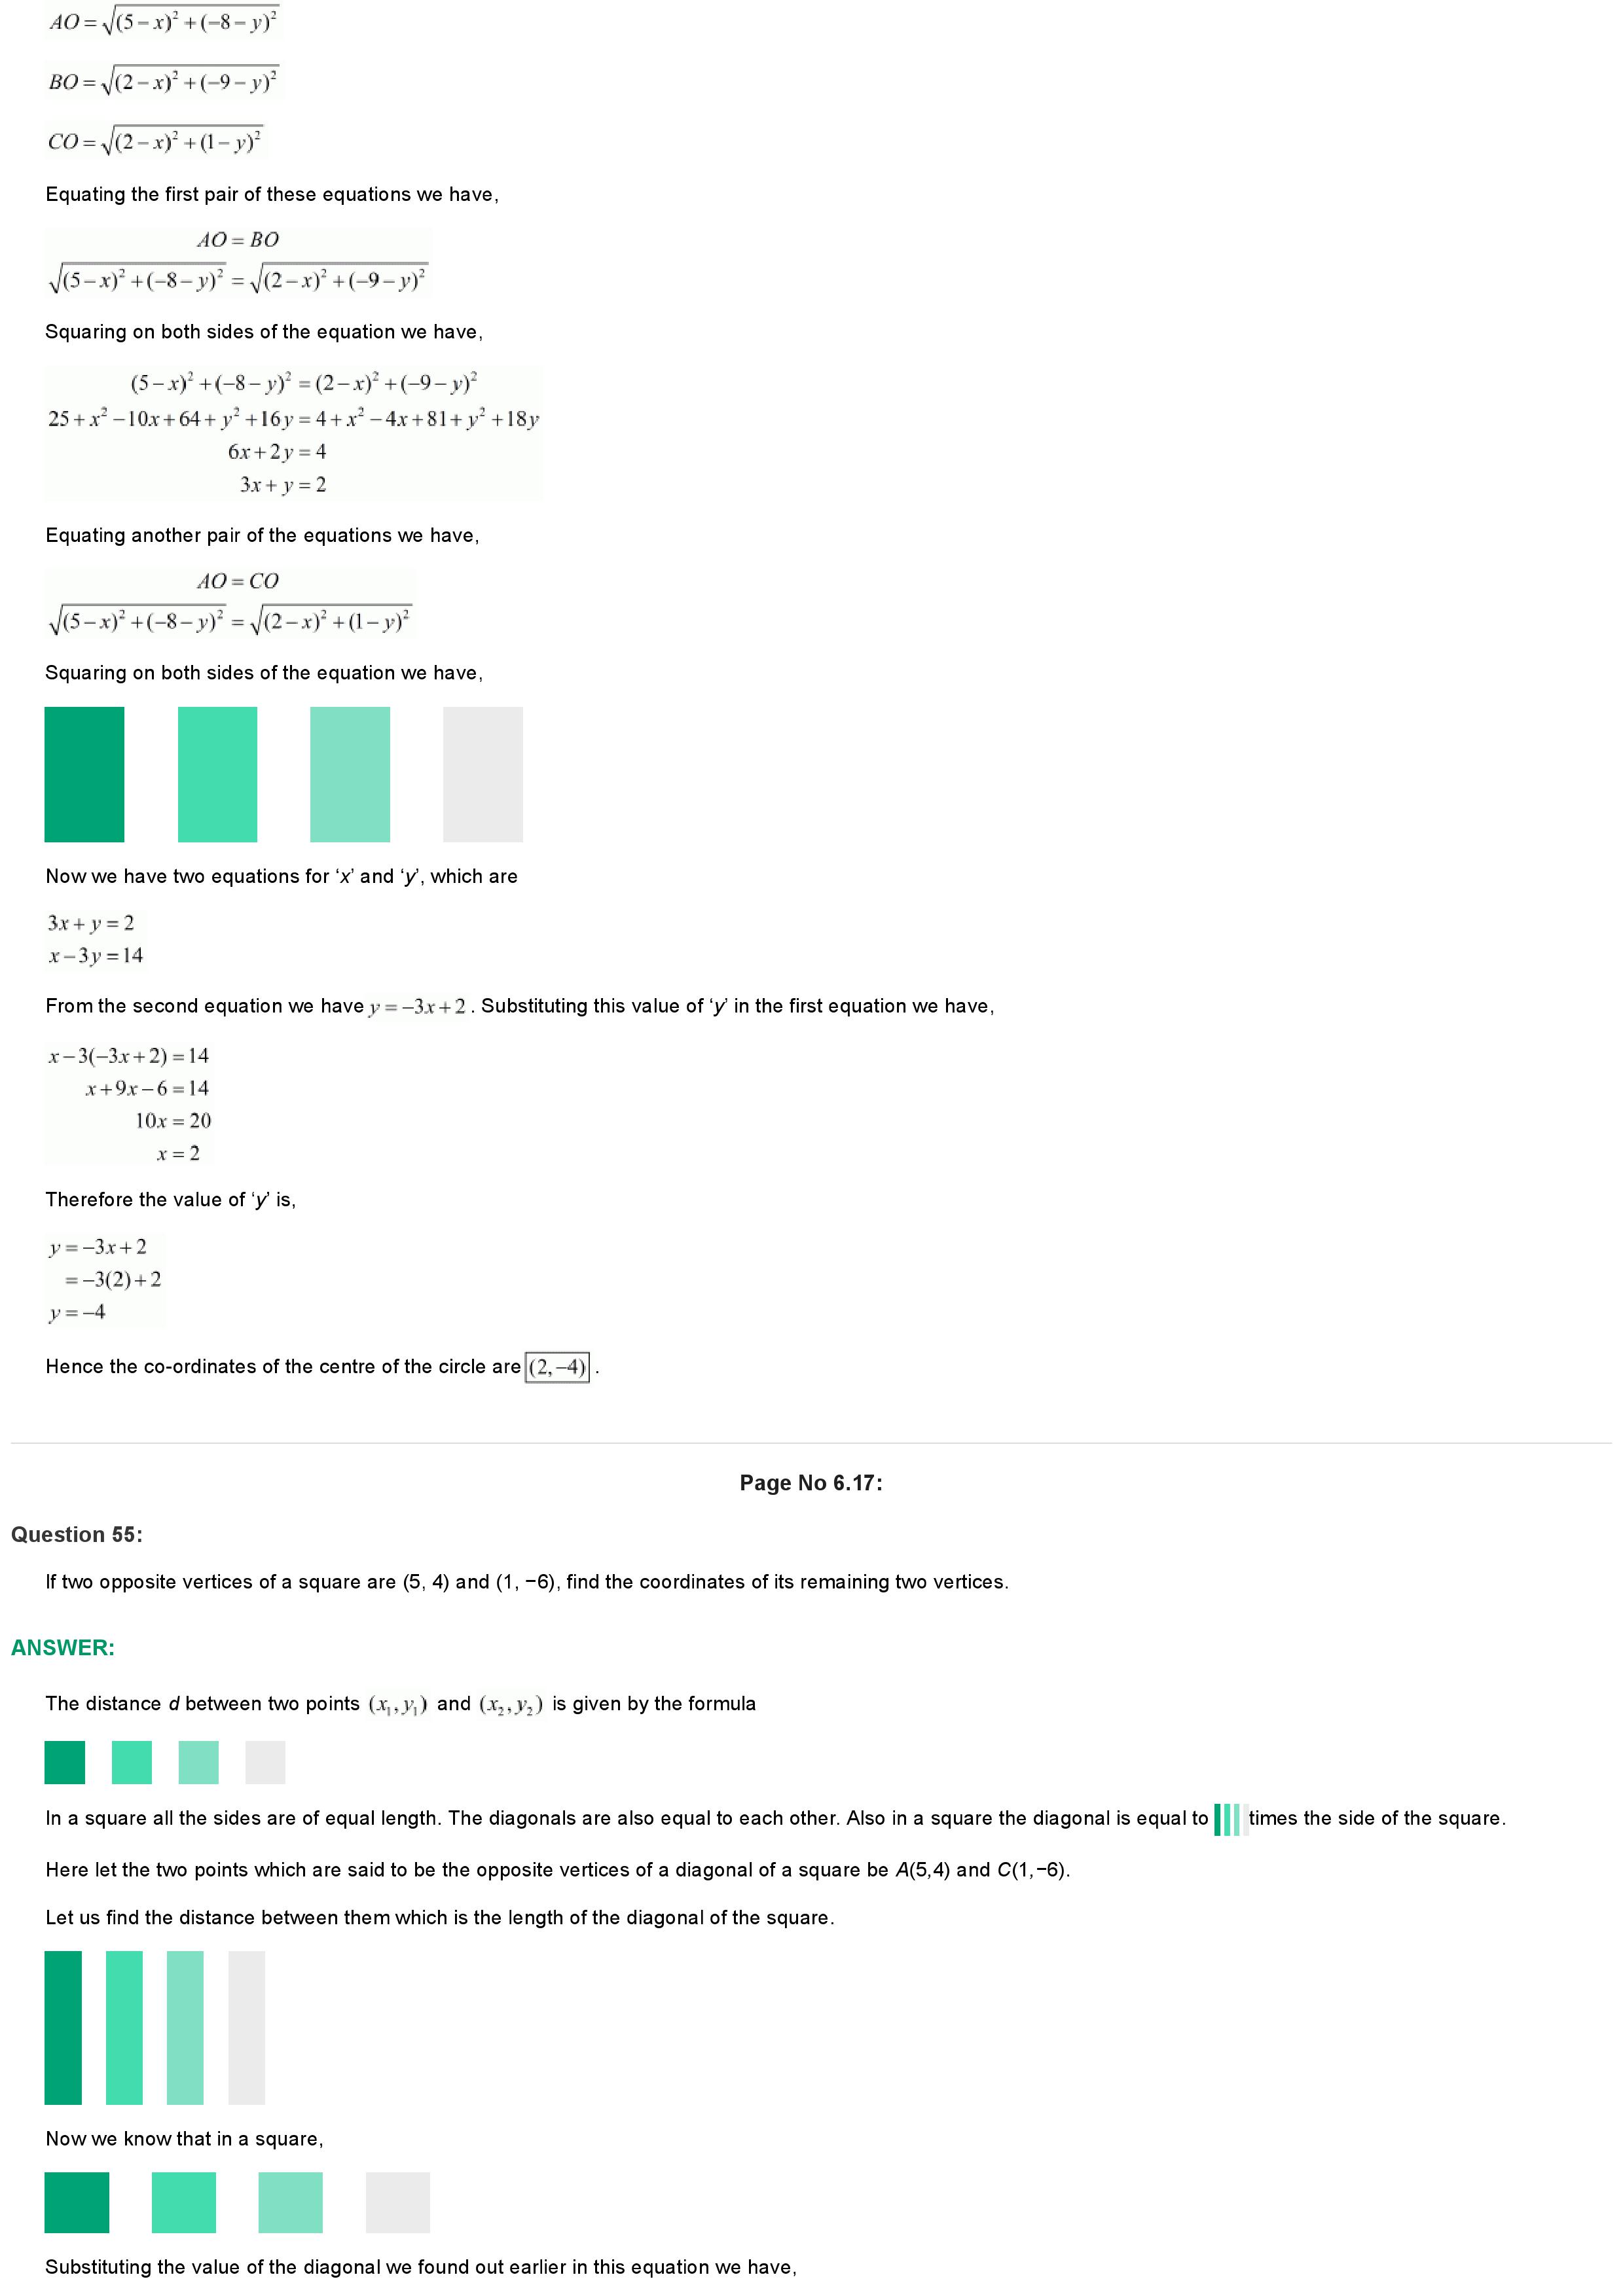 AO = √((5 − x)² + (−8 − y)²)
BO = √((2 − x)² + (−9 − y)²)
CO = √((2 − x)² + (1 − y)²)
Equating the first pair of these equations we have,
AO = BO
√((5 − x)² + (−8 − y)²) = √((2 − x)² + (−9 − y)²)
Squaring on both sides of the equation we have,
(5 − x)² + (−8 − y)² = (2 − x)² + (−9 − y)²
25 + x² − 10x + 64 + y² + 16y = 4 + x² − 4x + 81 + y² + 18y
6x + 2y = 4
3x + y = 2
Equating another pair of the equations we have,
AO = CO
√((5 − x)² + (−8 − y)²) = √((2 − x)² + (1 − y)²)
Squaring on both sides of the equation we have,
Now we have two equations for ‘x’ and ‘y’, which are
3x + y = 2
x − 3y = 14
From the second equation we have y = −3x + 2 . Substituting this value of ‘y’ in the first equation we have,
x − 3(−3x + 2) = 14
x + 9x − 6 = 14
10x = 20
x = 2
Therefore the value of ‘y’ is,
y = −3x + 2
= −3(2) + 2
y = −4
Hence the co-ordinates of the centre of the circle are (2, −4) .
Page No 6.17:
Question 55:
If two opposite vertices of a square are (5, 4) and (1, −6), find the coordinates of its remaining two vertices.
ANSWER:
The distance d between two points (x₁, y₁) and (x₂, y₂) is given by the formula
In a square all the sides are of equal length. The diagonals are also equal to each other. Also in a square the diagonal is equal to times the side of the square.
Here let the two points which are said to be the opposite vertices of a diagonal of a square be A(5,4) and C(1,−6).
Let us find the distance between them which is the length of the diagonal of the square.
Now we know that in a square,
Substituting the value of the diagonal we found out earlier in this equation we have,